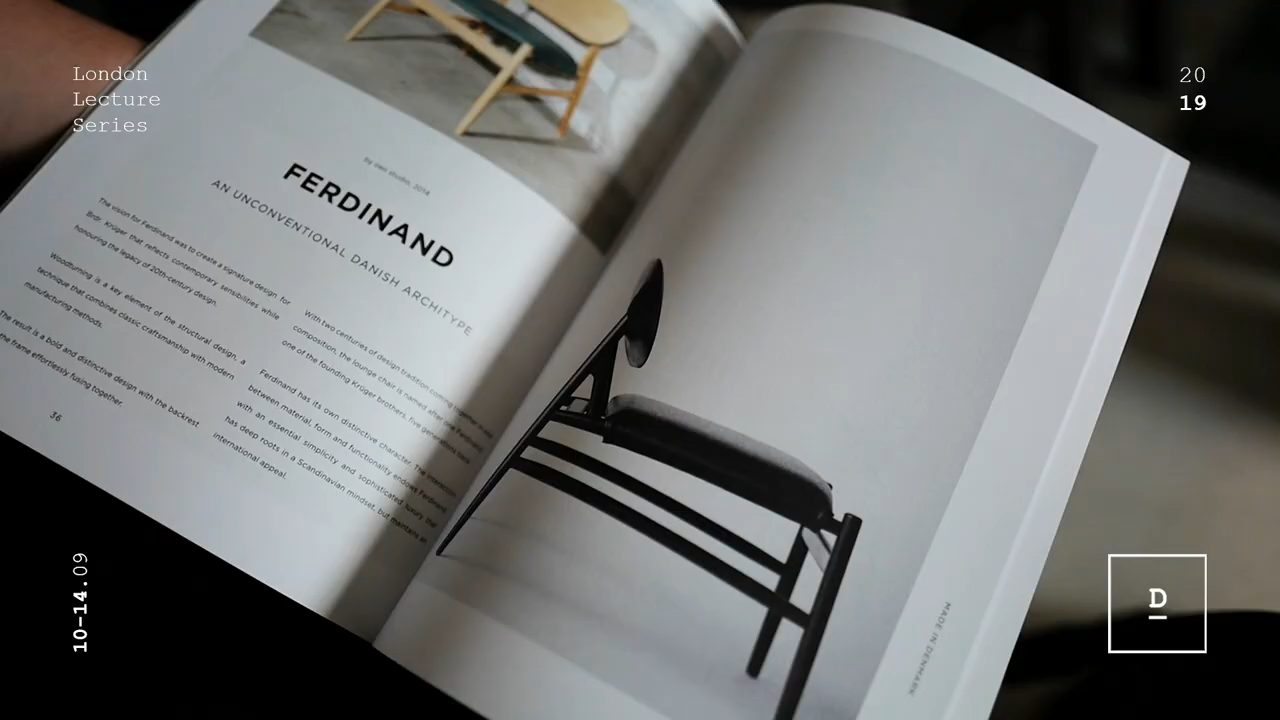 London
Lecture
Series
20
19
by oeo studio, 2014
FERDINAND
AN UNCONVENTIONAL DANISH ARCHITYPE
The vision for Ferdinand was to create a signature design for
Brdr. Krüger that reflects contemporary sensibilities while
honouring the legacy of 20th-century design.
Woodturning is a key element of the structural design, a
technique that combines classic craftsmanship with modern
manufacturing methods.
The result is a bold and distinctive design with the backrest
the frame effortlessly fusing together.
36
With two centuries of design tradition coming together in
composition, the lounge chair is named after one Ferdinand
one of the founding Krüger brothers, five generations
Ferdinand has its own distinctive character. The interaction
between material, form and functionality endows Ferdinand
with an essential simplicity and sophisticated luxury that
has deep roots in a Scandinavian mindset, but maintains an
international appeal.
MADE IN DENMARK
10–14.09
D